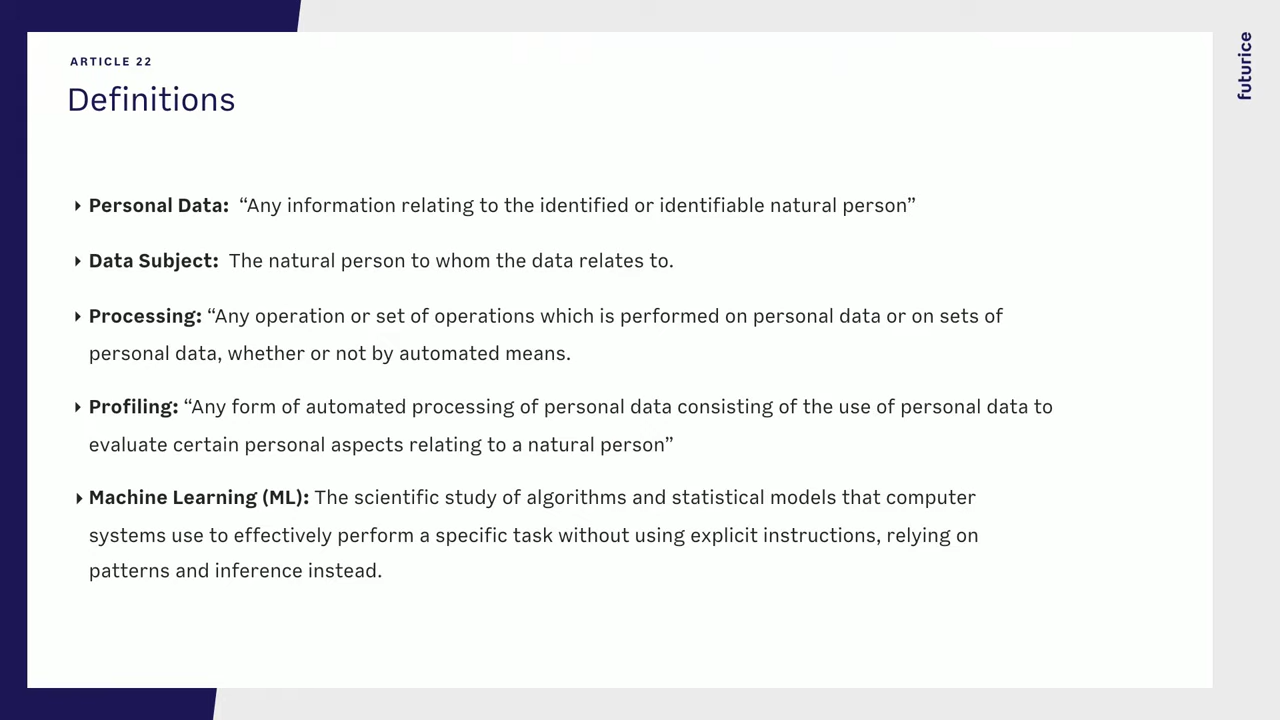 ARTICLE 22
Definitions
futurice
Personal Data: “Any information relating to the identified or identifiable natural person”
Data Subject: The natural person to whom the data relates to.
Processing: “Any operation or set of operations which is performed on personal data or on sets of
personal data, whether or not by automated means.
Profiling: “Any form of automated processing of personal data consisting of the use of personal data to
evaluate certain personal aspects relating to a natural person”
Machine Learning (ML): The scientific study of algorithms and statistical models that computer
systems use to effectively perform a specific task without using explicit instructions, relying on
patterns and inference instead.